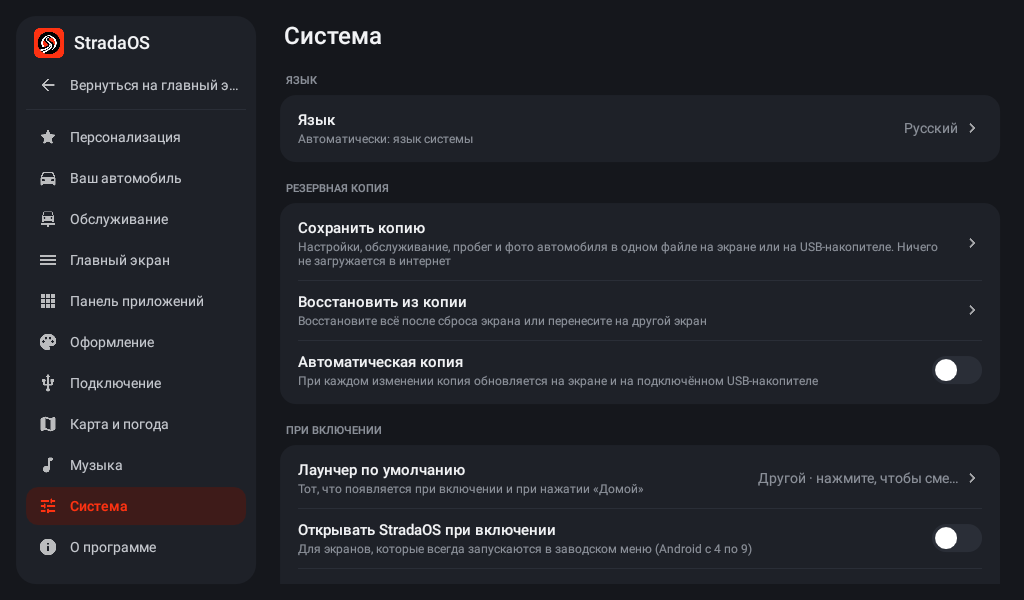 StradaOS
Вернуться на главный э...
Персонализация
Ваш автомобиль
Обслуживание
Главный экран
Панель приложений
Оформление
Подключение
Карта и погода
Музыка
Система
О программе
Система
ЯЗЫК
Язык
Автоматически: язык системы
Русский
РЕЗЕРВНАЯ КОПИЯ
Сохранить копию
Настройки, обслуживание, пробег и фото автомобиля в одном файле на экране или на USB-накопителе. Ничего
не загружается в интернет
Восстановить из копии
Восстановите всё после сброса экрана или перенесите на другой экран
Автоматическая копия
При каждом изменении копия обновляется на экране и на подключённом USB-накопителе
ПРИ ВКЛЮЧЕНИИ
Лаунчер по умолчанию
Тот, что появляется при включении и при нажатии «Домой»
Другой · нажмите, чтобы сме...
Открывать StradaOS при включении
Для экранов, которые всегда запускаются в заводском меню (Android с 4 по 9)